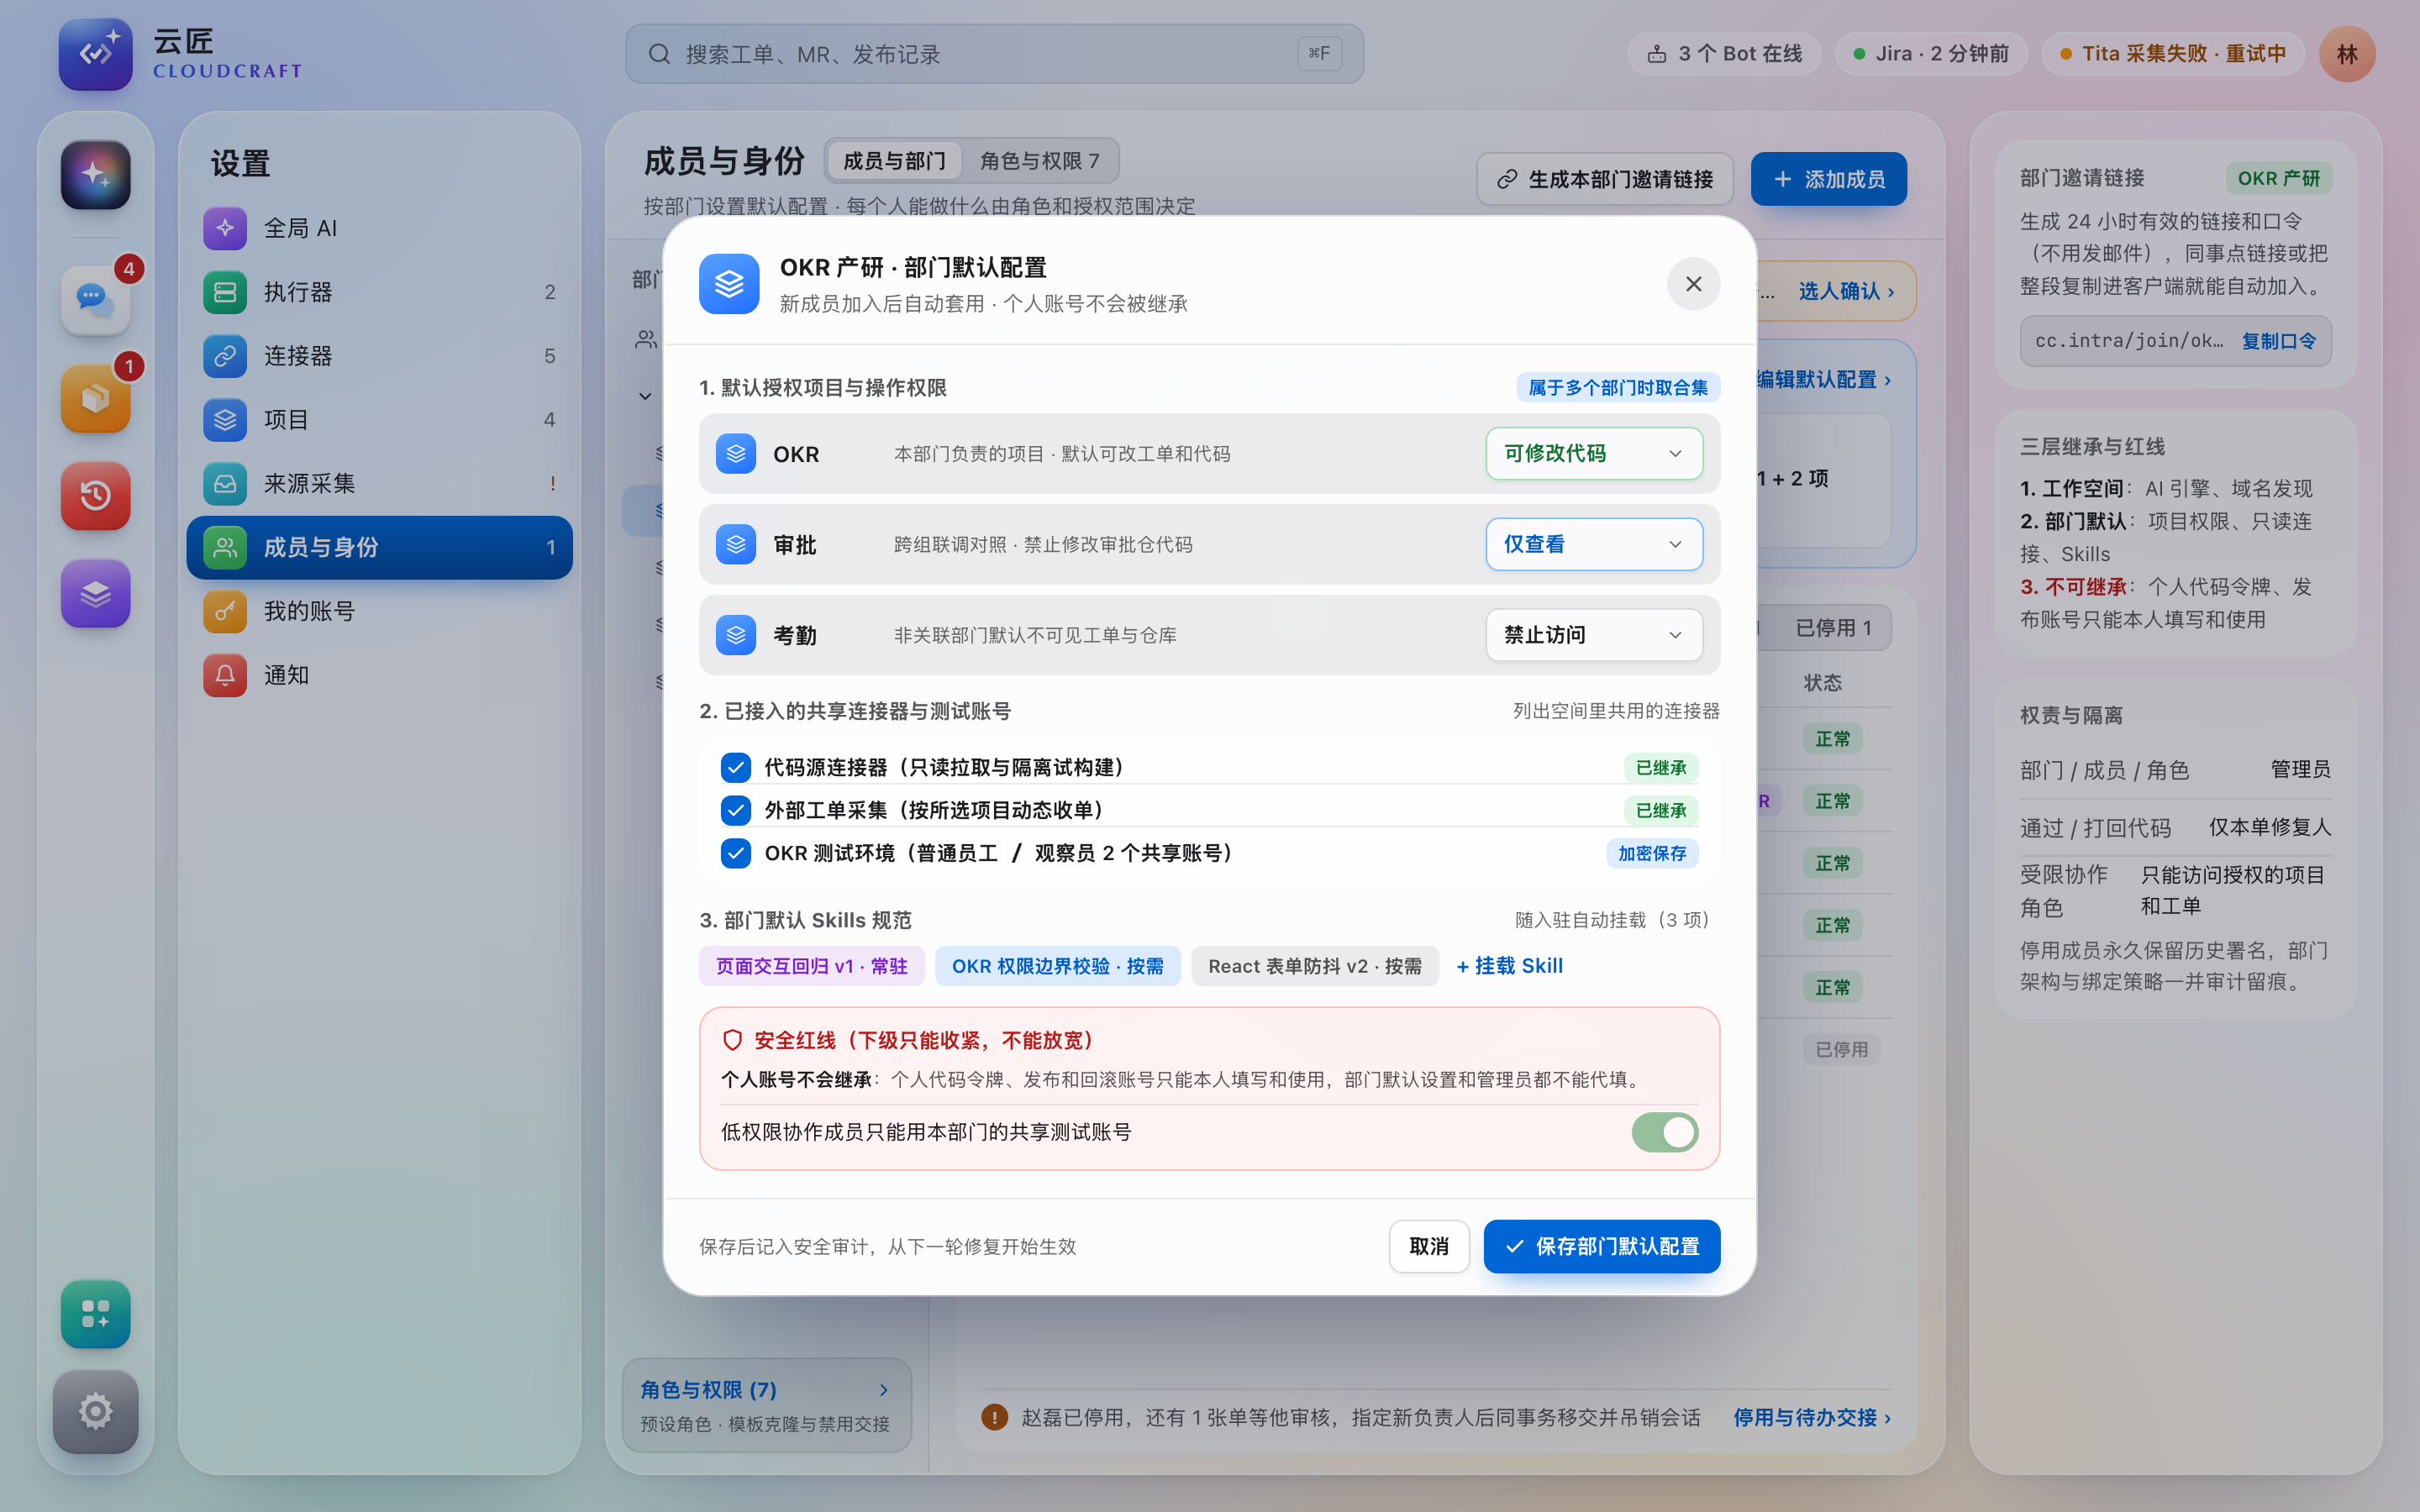 云匠
CLOUDCRAFT
搜索工单、MR、发布记录
⌘F
3 个 Bot 在线
Jira · 2 分钟前
Tita 采集失败 · 重试中
林
4
1
设置
全局 AI
执行器 2
连接器 5
项目 4
来源采集 !
成员与身份 1
我的账号
通知
成员与身份
成员与部门
角色与权限 7
按部门设置默认配置 · 每个人能做什么由角色和授权范围决定
生成本部门邀请链接
+ 添加成员
选人确认 ›
编辑默认配置 ›
1 + 2 项
已停用 1
状态
正常
正常
正常
正常
正常
已停用
OKR 产研 · 部门默认配置
新成员加入后自动套用 · 个人账号不会被继承
1. 默认授权项目与操作权限
属于多个部门时取合集
OKR
本部门负责的项目 · 默认可改工单和代码
可修改代码
审批
跨组联调对照 · 禁止修改审批仓代码
仅查看
考勤
非关联部门默认不可见工单与仓库
禁止访问
2. 已接入的共享连接器与测试账号
列出空间里共用的连接器
代码源连接器（只读拉取与隔离试构建）
已继承
外部工单采集（按所选项目动态收单）
已继承
OKR 测试环境（普通员工 / 观察员 2 个共享账号）
加密保存
3. 部门默认 Skills 规范
随入驻自动挂载（3 项）
页面交互回归 v1 · 常驻
OKR 权限边界校验 · 按需
React 表单防抖 v2 · 按需
+ 挂载 Skill
安全红线（下级只能收紧，不能放宽）
个人账号不会继承：个人代码令牌、发布和回滚账号只能本人填写和使用，部门默认设置和管理员都不能代填。
低权限协作成员只能用本部门的共享测试账号
保存后记入安全审计，从下一轮修复开始生效
取消
保存部门默认配置
角色与权限 (7)
预设角色 · 模板克隆与禁用交接
赵磊已停用，还有 1 张单等他审核，指定新负责人后同事务移交并吊销会话
停用与待办交接 ›
部门邀请链接
OKR 产研
生成 24 小时有效的链接和口令
（不用发邮件），同事点链接或把
整段复制进客户端就能自动加入。
cc.intra/join/ok…
复制口令
三层继承与红线
1. 工作空间：AI 引擎、域名发现
2. 部门默认：项目权限、只读连
接、Skills
3. 不可继承：个人代码令牌、发
布账号只能本人填写和使用
权责与隔离
部门 / 成员 / 角色 管理员
通过 / 打回代码 仅本单修复人
受限协作 只能访问授权的项目
角色 和工单
停用成员永久保留历史署名，部门
架构与绑定策略一并审计留痕。